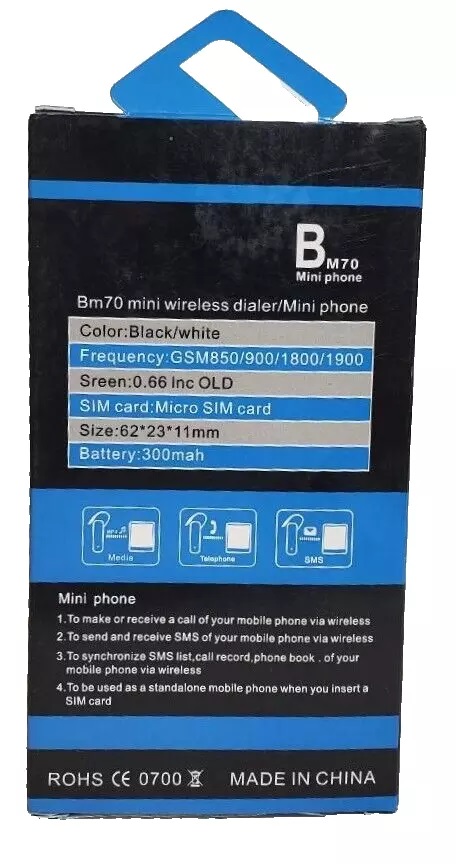 BM70
Mini phone
Bm70 mini wireless dialer/Mini phone
Color:Black/white
Frequency:GSM850/900/1800/1900
Sreen:0.66 Inc OLD
SIM card:Micro SIM card
Size:62*23*11mm
Battery:300mah
MP3
Media Telephone SMS
Mini phone
1.To make or receive a call of your mobile phone via wireless
2.To send and receive SMS of your mobile phone via wireless
3.To synchronize SMS list,call record,phone book . of your
mobile phone via wireless
4.To be used as a standalone mobile phone when you insert a
SIM card
ROHS CE 0700 MADE IN CHINA